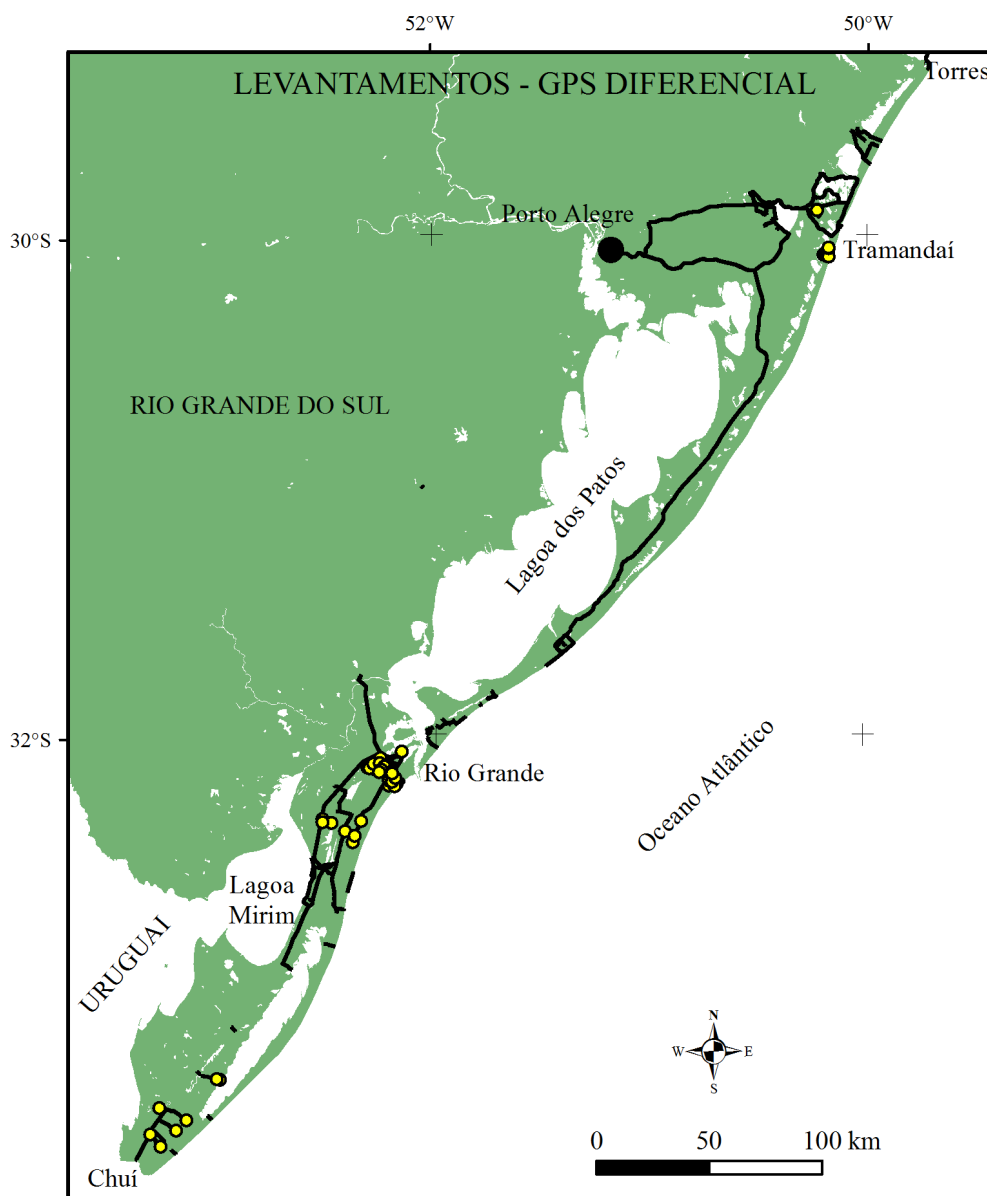 52°W
50°W
Torres
LEVANTAMENTOS - GPS DIFERENCIAL
Porto Alegre
30°S
Tramandaí
RIO GRANDE DO SUL
Lagoa dos Patos
32°S
Rio Grande
Oceano Atlântico
Lagoa
Mirim
URUGUAI
N
W
E
S
0
50
100 km
Chuí